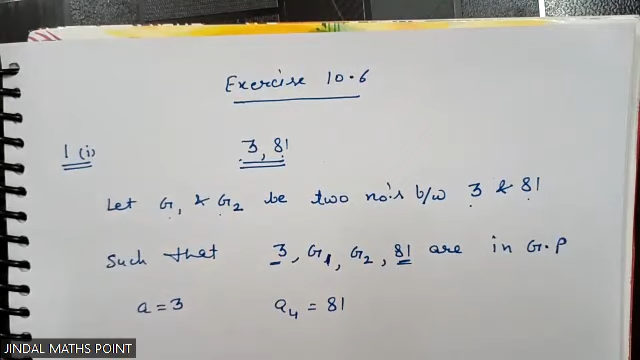 Exercise 10.6
1 (i) 3, 81
Let G₁ & G₂ be two no.s b/w 3 & 81
Such that 3, G₁, G₂, 81 are in G.P
a = 3 a₄ = 81
JINDAL MATHS POINT